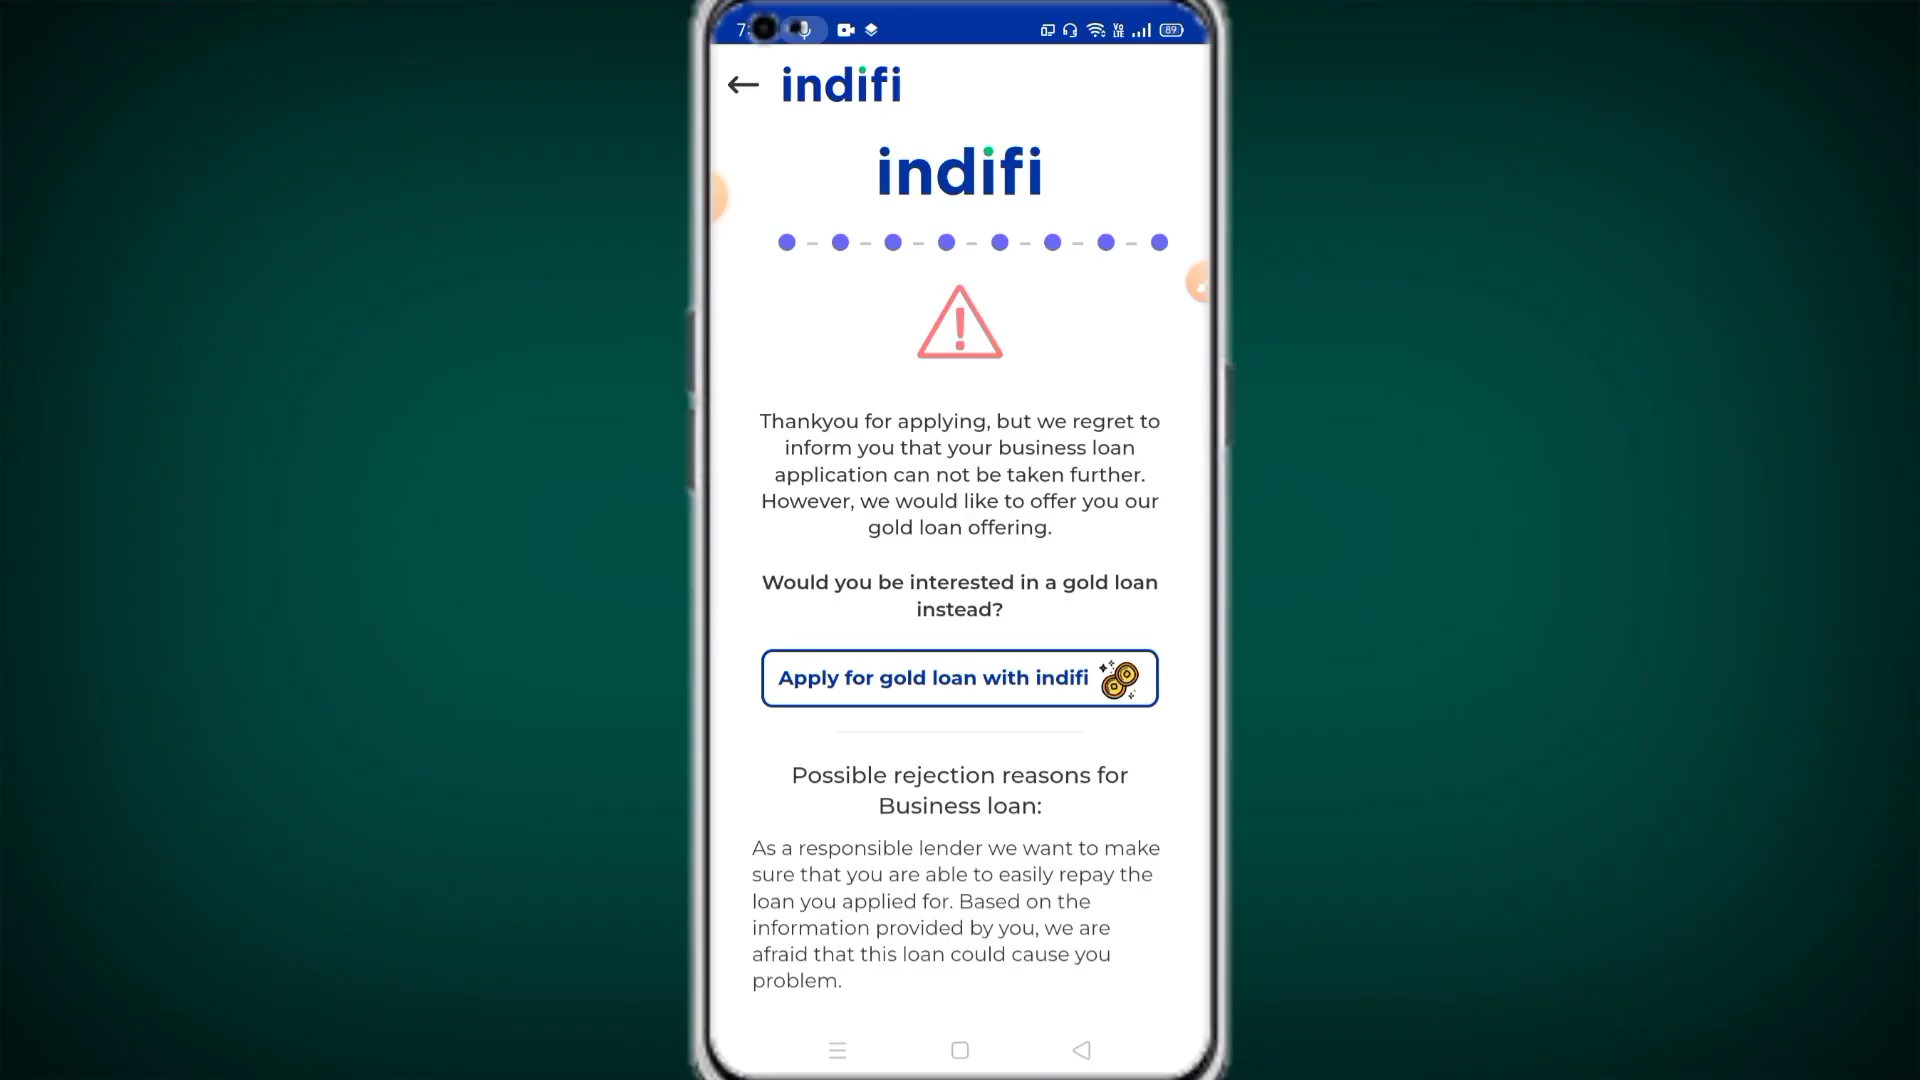 indifi
indifi
Thankyou for applying, but we regret to
inform you that your business loan
application can not be taken further.
However, we would like to offer you our
gold loan offering.
Would you be interested in a gold loan
instead?
Apply for gold loan with indifi
Possible rejection reasons for
Business loan:
As a responsible lender we want to make
sure that you are able to easily repay the
loan you applied for. Based on the
information provided by you, we are
afraid that this loan could cause you
problem.